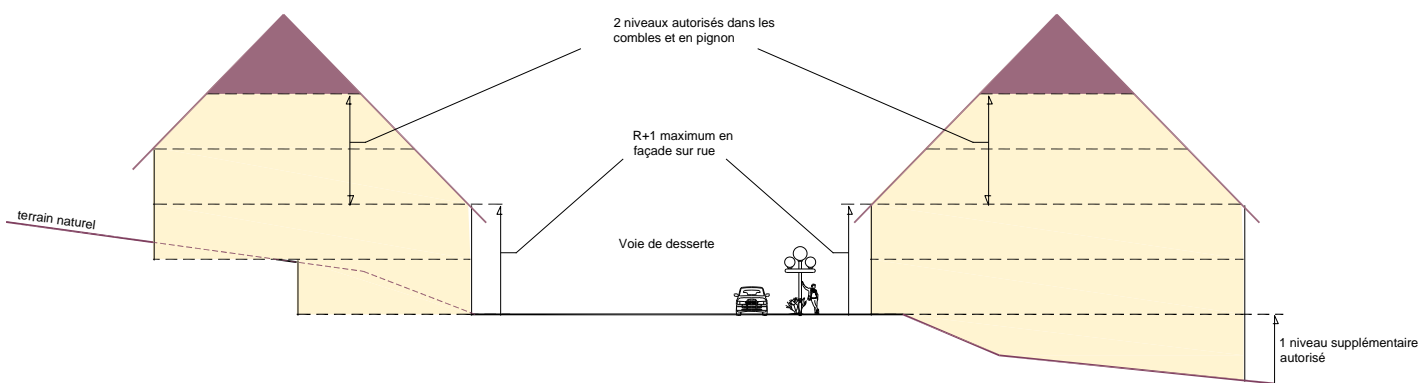 2 niveaux autorisés dans les
combles et en pignon
R+1 maximum en
façade sur rue
terrain naturel
Voie de desserte
1 niveau supplémentaire
autorisé